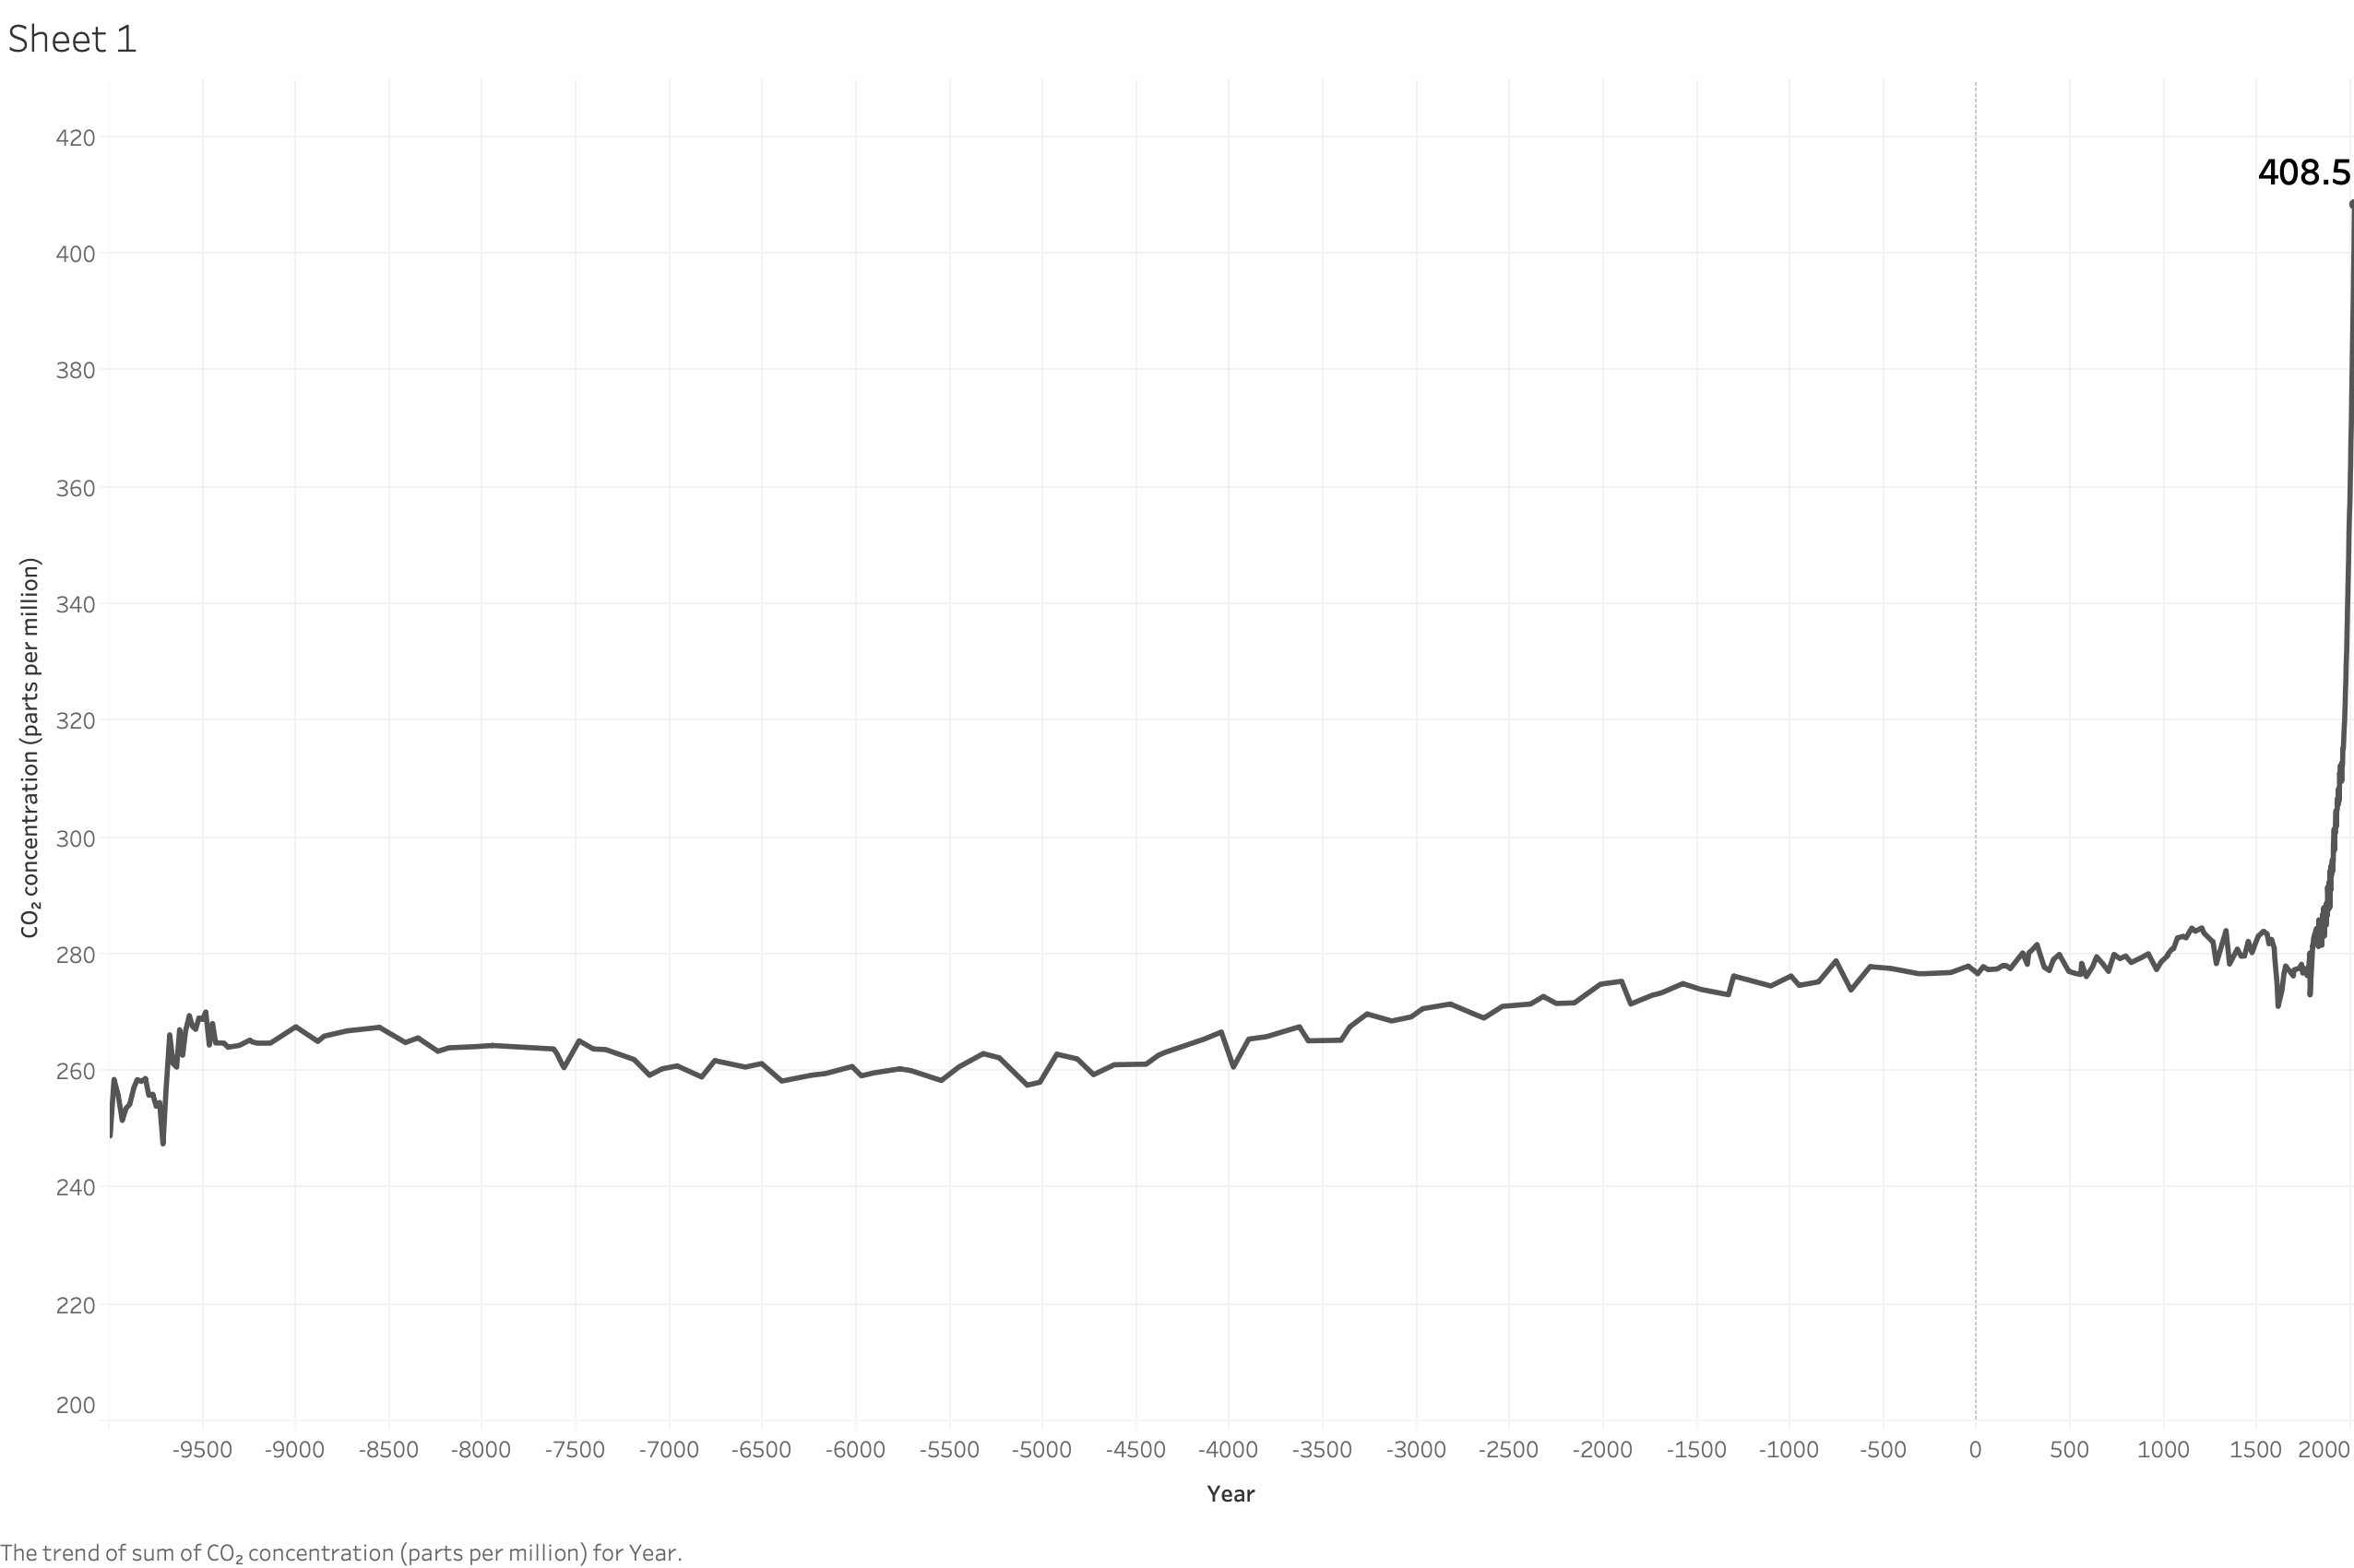 Sheet 1
420
408.5
400
380
360
340
320
300
280
260
240
220
200
CO₂ concentration (parts per million)
-9500 -9000 -8500 -8000 -7500 -7000 -6500 -6000 -5500 -5000 -4500 -4000 -3500 -3000 -2500 -2000 -1500 -1000 -500 0 500 1000 1500 2000
Year
The trend of sum of CO₂ concentration (parts per million) for Year.